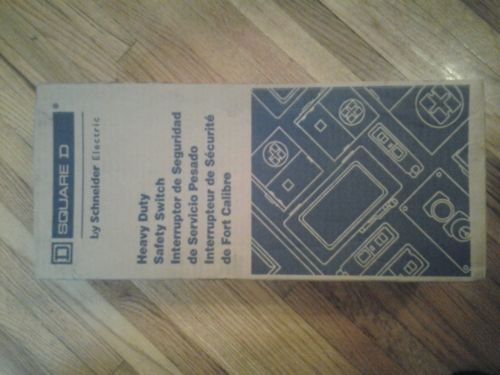 SQUARE D
by Schneider Electric
Heavy Duty
Safety Switch
Interruptor de Seguridad
de Servicio Pesado
Interrupteur de Sécurité
de Fort Calibre